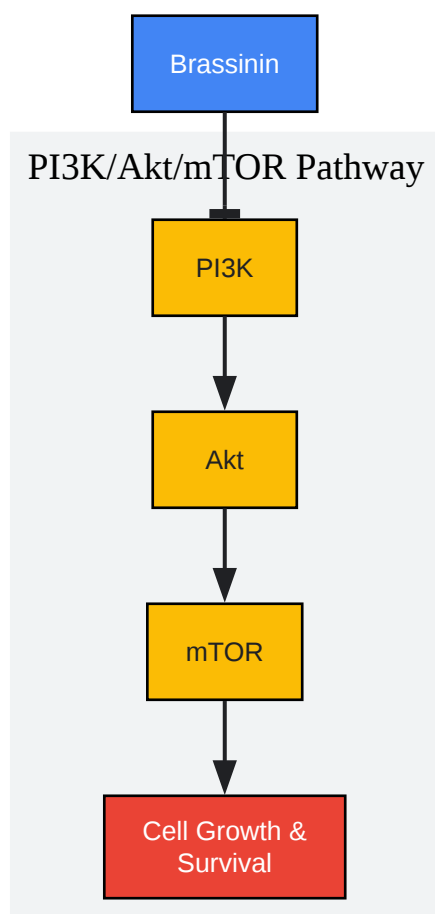 Brassinin
PI3K/Akt/mTOR Pathway
PI3K
Akt
mTOR
Cell Growth &
Survival